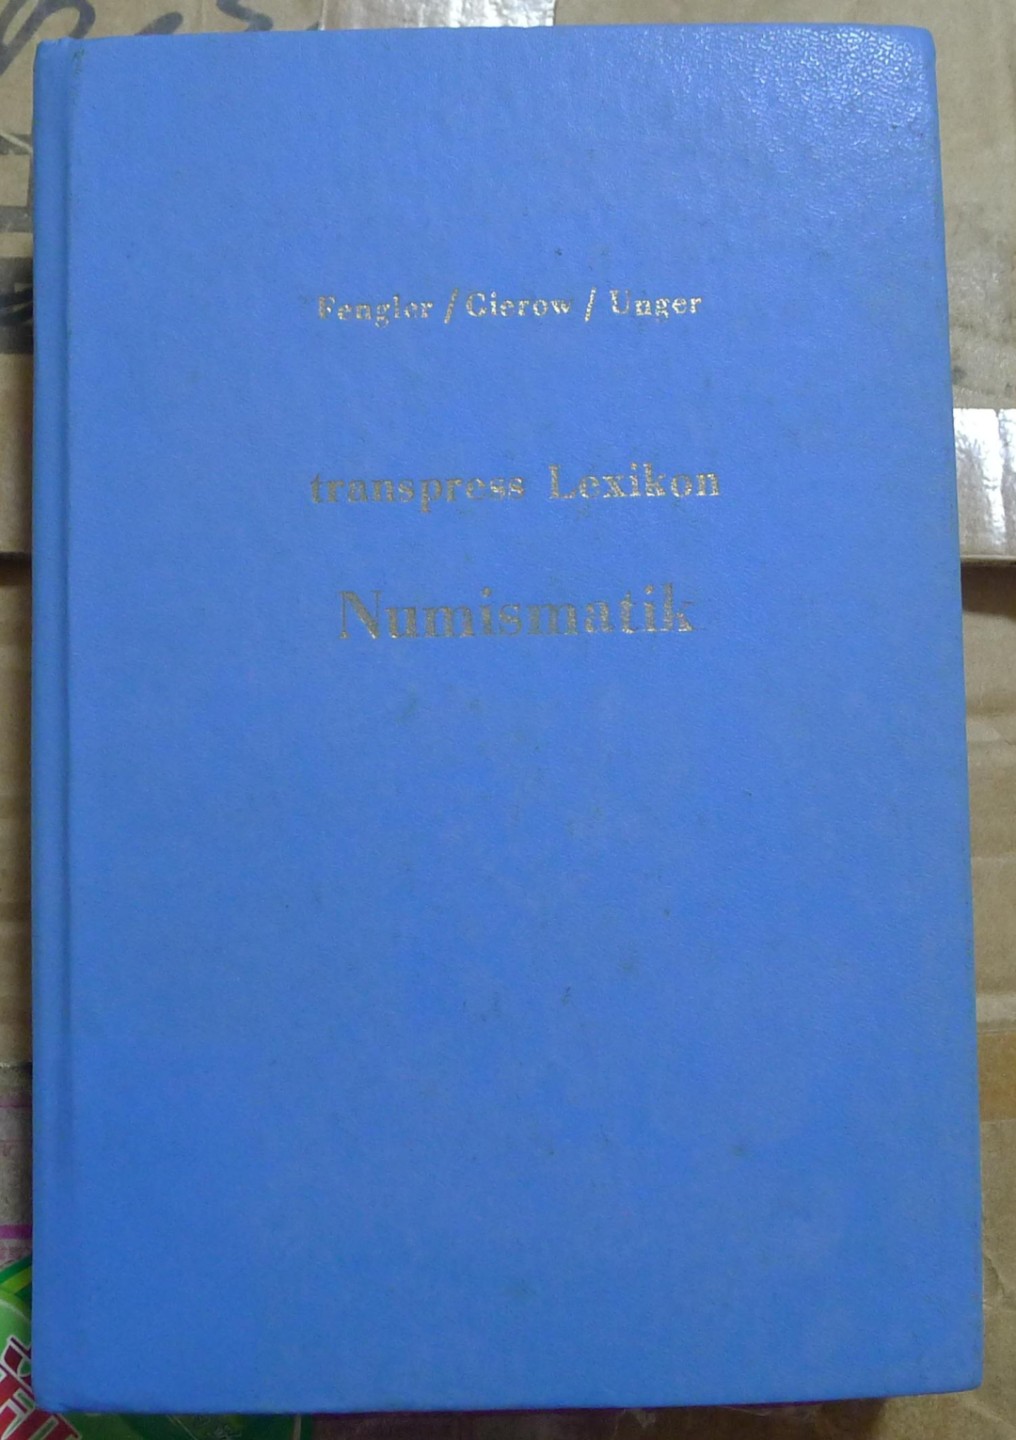 Fengler / Gierow / Unger
transpress Lexikon
Numismatik